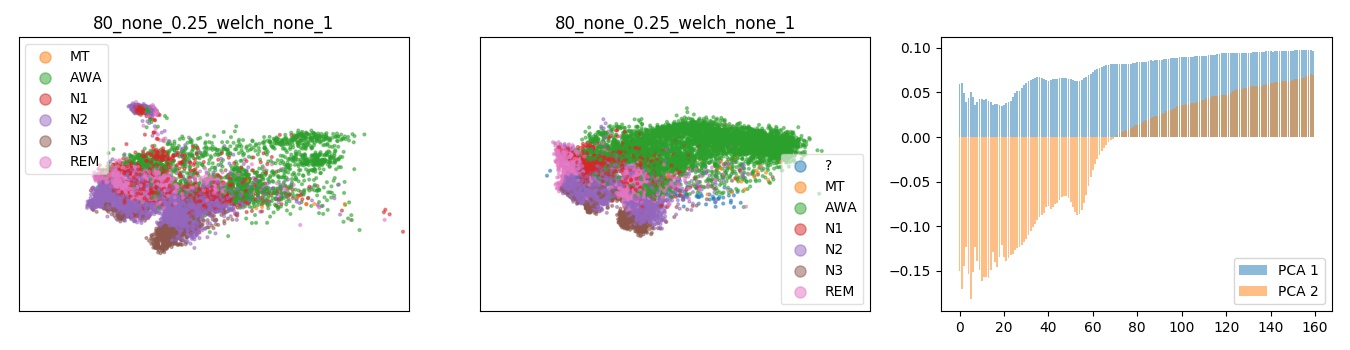 80_none_0.25_welch_none_1
MT
AWA
N1
N2
N3
REM
80_none_0.25_welch_none_1
?
MT
AWA
N1
N2
N3
REM
0.10
0.05
0.00
−0.05
−0.10
−0.15
PCA 1
PCA 2
0 20 40 60 80 100 120 140 160